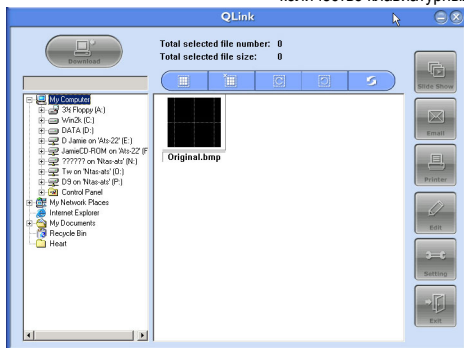 QLink
Download
Total selected file number: 0
Total selected file size: 0
My Computer
3½ Floppy (A:)
Win2k (C:)
DATA (D:)
D Jamie on 'Ats-22' (E:)
JamieCD-ROM on 'Ats-22' (F
?????? on 'Ntas-ats' (N:)
Tw on 'Ntas-ats' (O:)
D9 on 'Ntas-ats' (P:)
Control Panel
My Network Places
Internet Explorer
My Documents
Recycle Bin
Heart
Original.bmp
Slide Show
Email
Printer
Edit
Setting
Exit